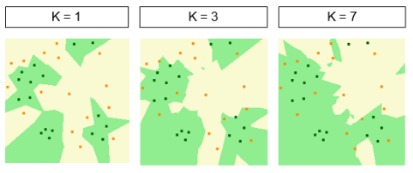 K = 1
K = 3
K = 7